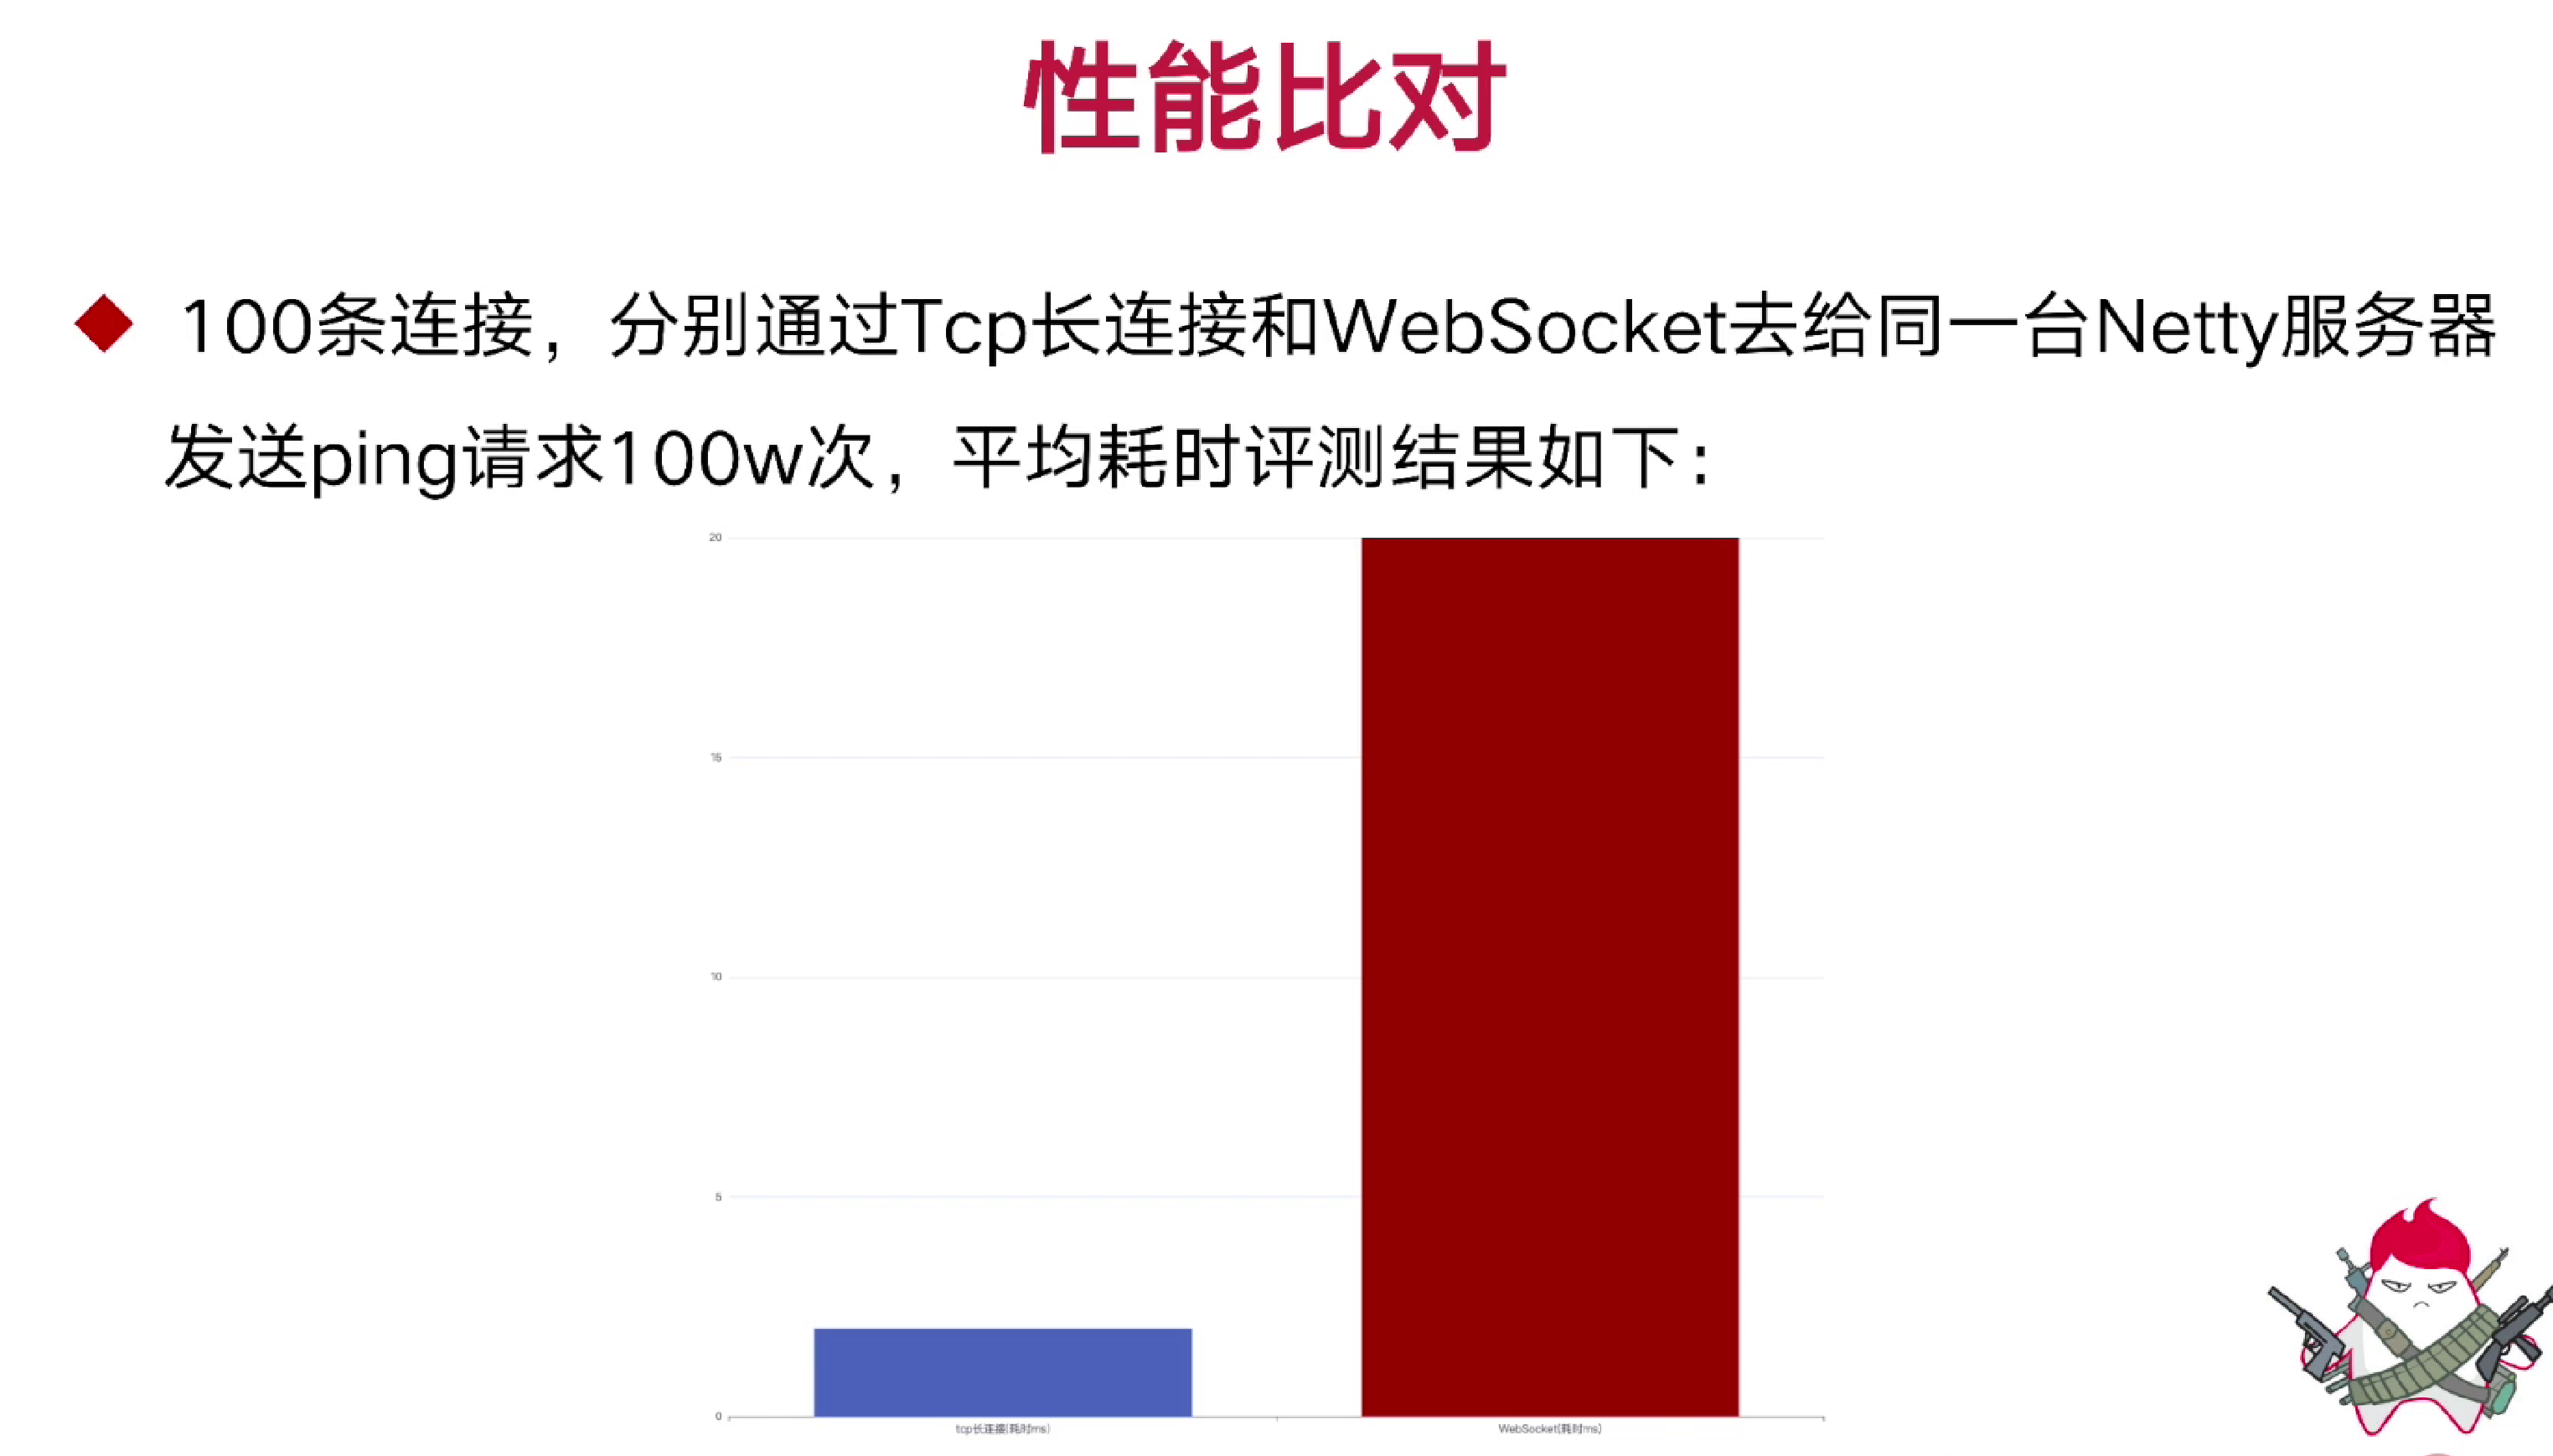 性能比对
100条连接，分别通过Tcp长连接和WebSocket去给同一台Netty服务器
发送ping请求100w次，平均耗时评测结果如下：
20
15
10
5
0
tcp长连接(耗时ms)
WebSocket(耗时ms)